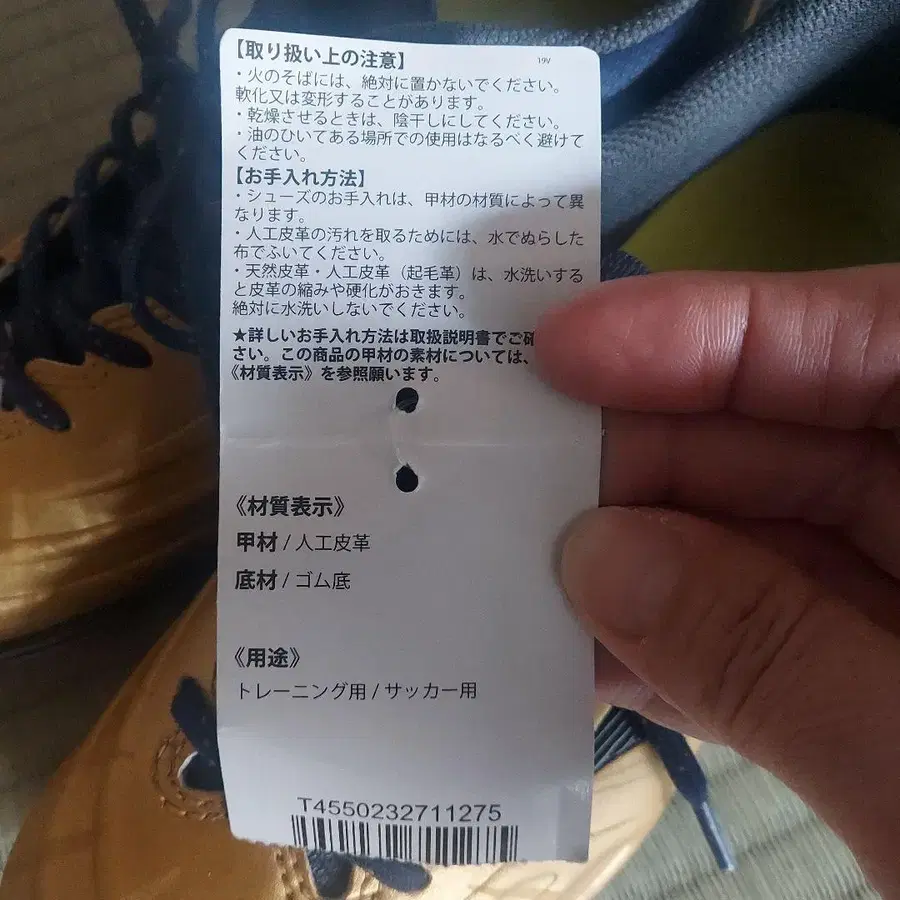 【取り扱い上の注意】
19V
・火のそばには、絶対に置かないでください。
軟化又は変形することがあります。
・乾燥させるときは、陰干しにしてください。
・油のひいてある場所での使用はなるべく避けて
ください。
【お手入れ方法】
・シューズのお手入れは、甲材の材質によって異
なります。
・人工皮革の汚れを取るためには、水でぬらした
布でふいてください。
・天然皮革・人工皮革（起毛革）は、水洗いする
と皮革の縮みや硬化がおきます。
絶対に水洗いしないでください。
★詳しいお手入れ方法は取扱説明書でご確
さい。この商品の甲材の素材については、
《材質表示》を参照願います。
《材質表示》
甲材 / 人工皮革
底材 / ゴム底
《用途》
トレーニング用 / サッカー用
T4550232711275